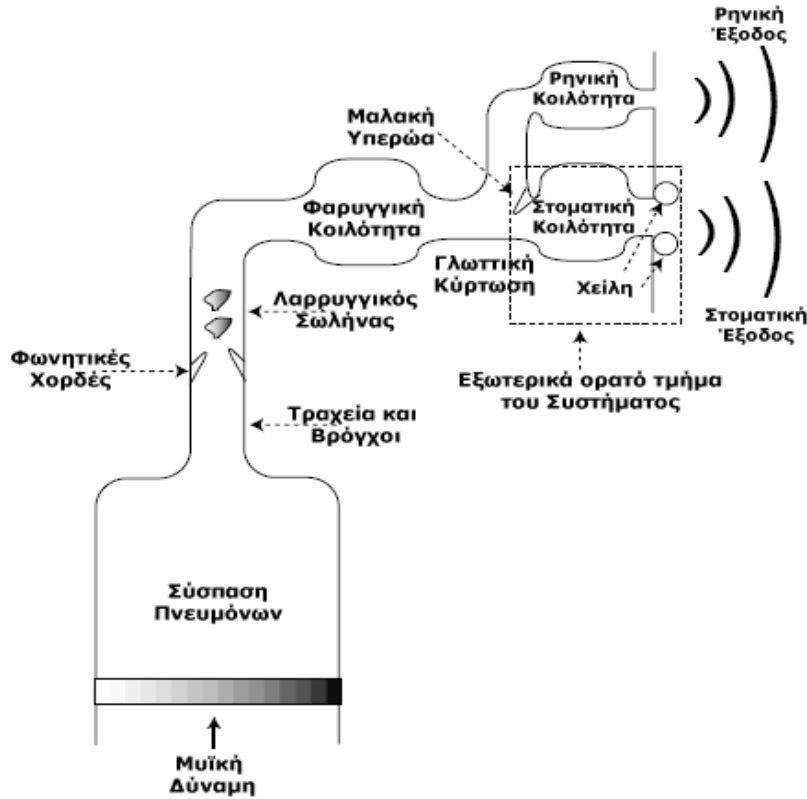 Ρηνική
Έξοδος
Ρηνική
Κοιλότητα
Μαλακή
Υπερώα
Φαρυγγική
Κοιλότητα
Στοματική
Κοιλότητα
Γλωττική
Κύρτωση
Χείλη
Λαρρυγγικός
Σωλήνας
Στοματική
Έξοδος
Φωνητικές
Χορδές
Εξωτερικά ορατό τμήμα
του Συστήματος
Τραχεία και
Βρόγχοι
Σύσπαση
Πνευμόνων
Μυϊκή
Δύναμη